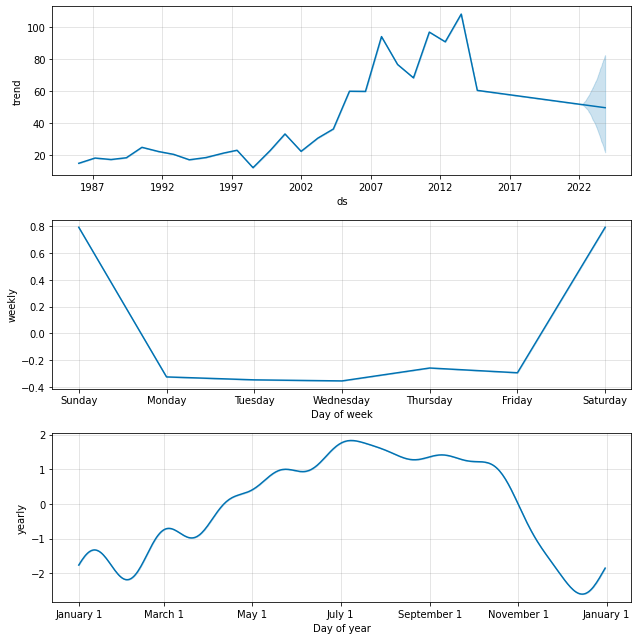 100
80
60
40
20
trend
1987 1992 1997 2002 2007 2012 2017 2022
ds
0.8
0.6
0.4
0.2
0.0
−0.2
−0.4
weekly
Sunday Monday Tuesday Wednesday Thursday Friday Saturday
Day of week
2
1
0
−1
−2
yearly
January 1 March 1 May 1 July 1 September 1 November 1 January 1
Day of year